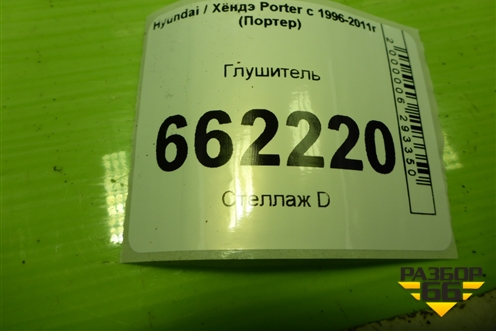 Hyundai / Хёндэ Porter с 1996-2011г
(Портер)
Глушитель
662220
Стеллаж D
2000006293350
РАЗБОР
66